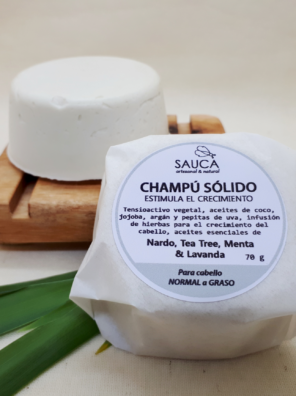 SAUCA
artesanal & natural
CHAMPÚ SÓLIDO
ESTIMULA EL CRECIMIENTO
Tensioactivo vegetal, aceites de coco,
jojoba, argán y pepitas de uva, infusión
de hierbas para el crecimiento del
cabello, aceites esenciales de
Nardo, Tea Tree, Menta
& Lavanda 70 g
Para cabello
NORMAL a GRASO